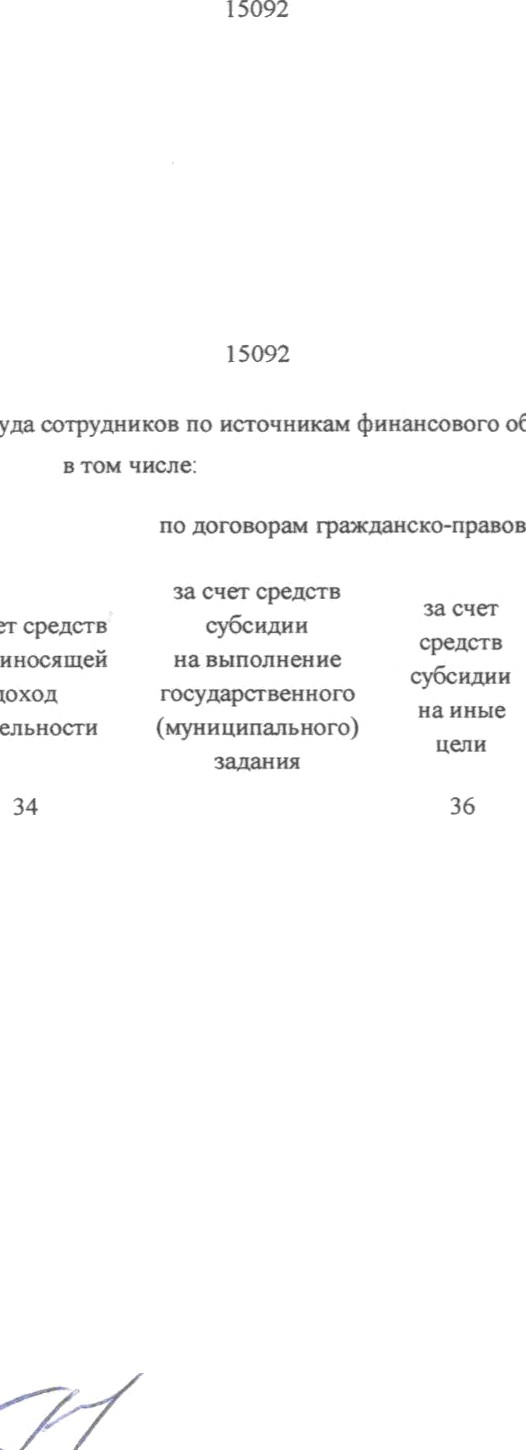 15092
15092
уда сотрудников по источникам финансового об
в том числе:
по договорам гражданско-правов
ет средств
иносящей
доход
ельности
за счет средств
субсидии
на выполнение
государственного
(муниципального)
задания
за счет
средств
субсидии
на иные
цели
34
36